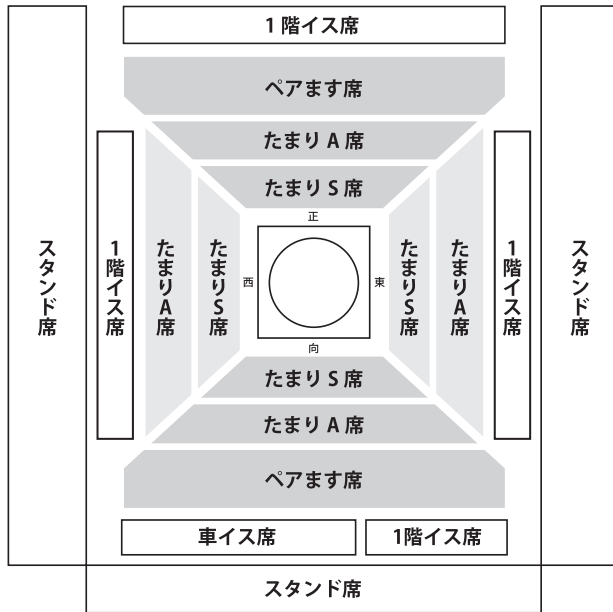 1階イス席
ペアます席
たまりA席
たまりS席
正
スタンド席
1階イス席
たまりA席
たまりS席
西
東
たまりS席
たまりA席
1階イス席
スタンド席
向
たまりS席
たまりA席
ペアます席
車イス席
1階イス席
スタンド席